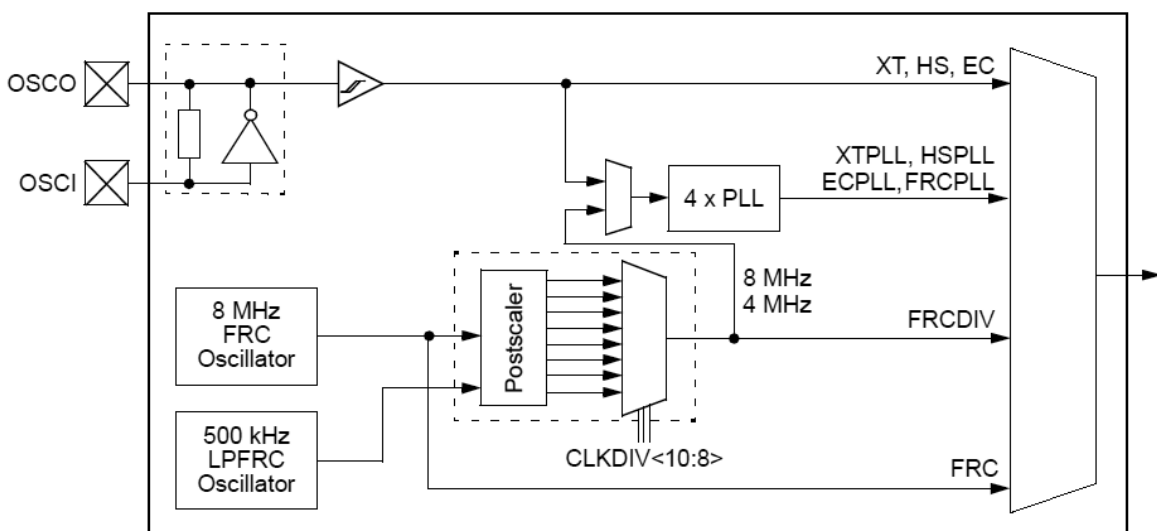 OSCO
XT, HS, EC
OSCI
XTPLL, HSPLL
ECPLL,FRCPLL
4 x PLL
8 MHz
4 MHz
8 MHz
FRC
Oscillator
Postscaler
FRCDIV
500 kHz
LPFRC
Oscillator
CLKDIV<10:8>
FRC